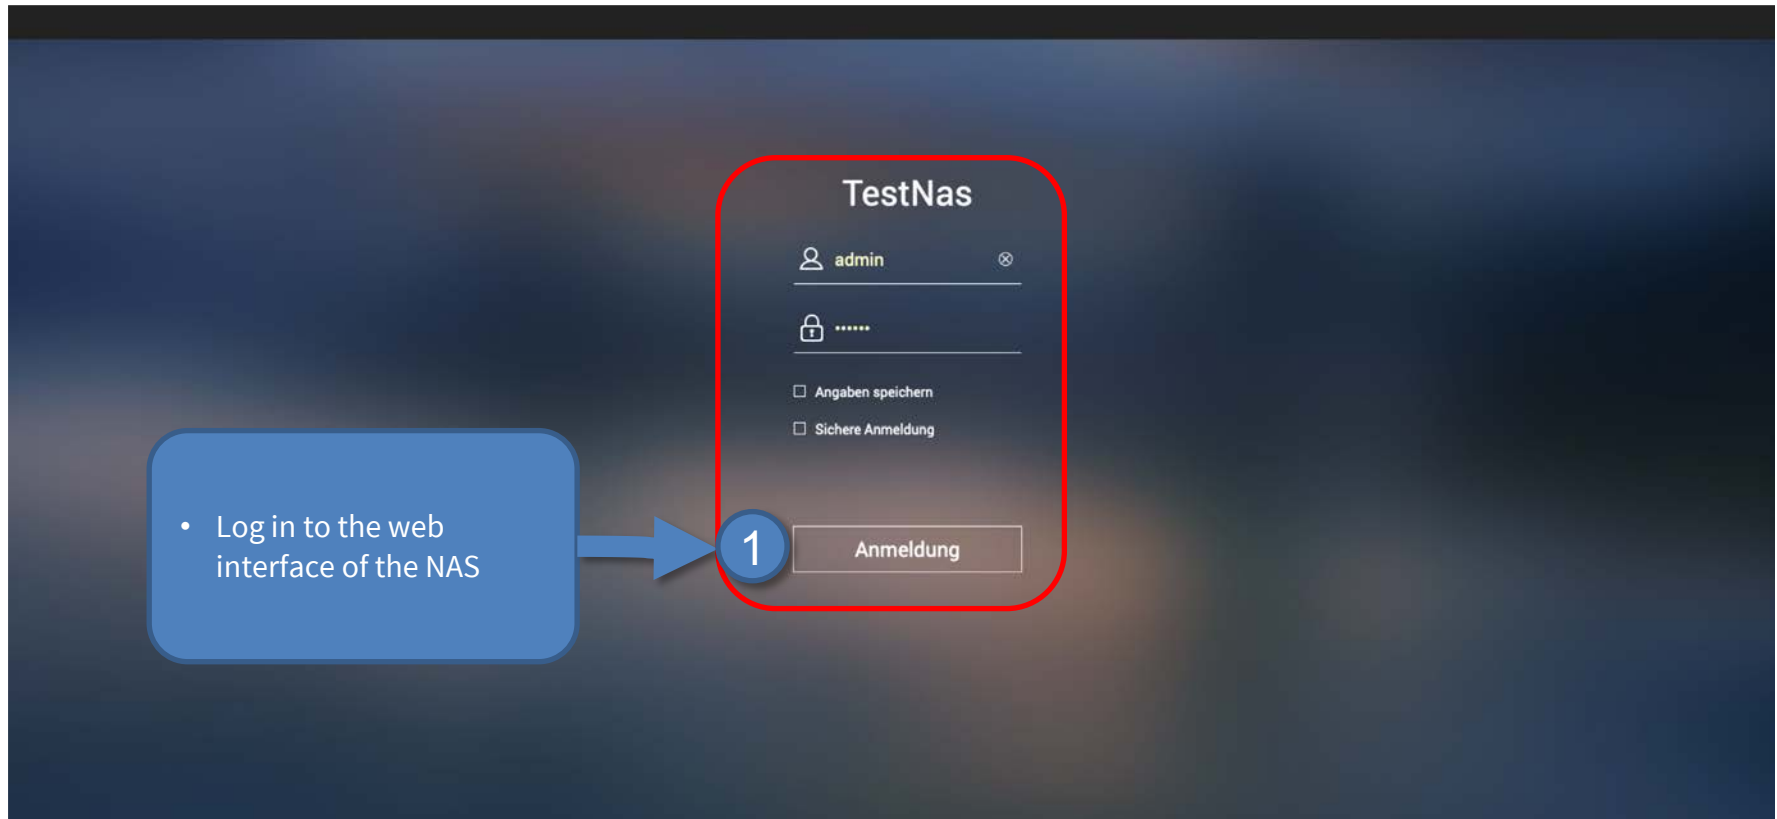 TestNas
admin
••••••
Angaben speichern
Sichere Anmeldung
• Log in to the web
interface of the NAS
1
Anmeldung